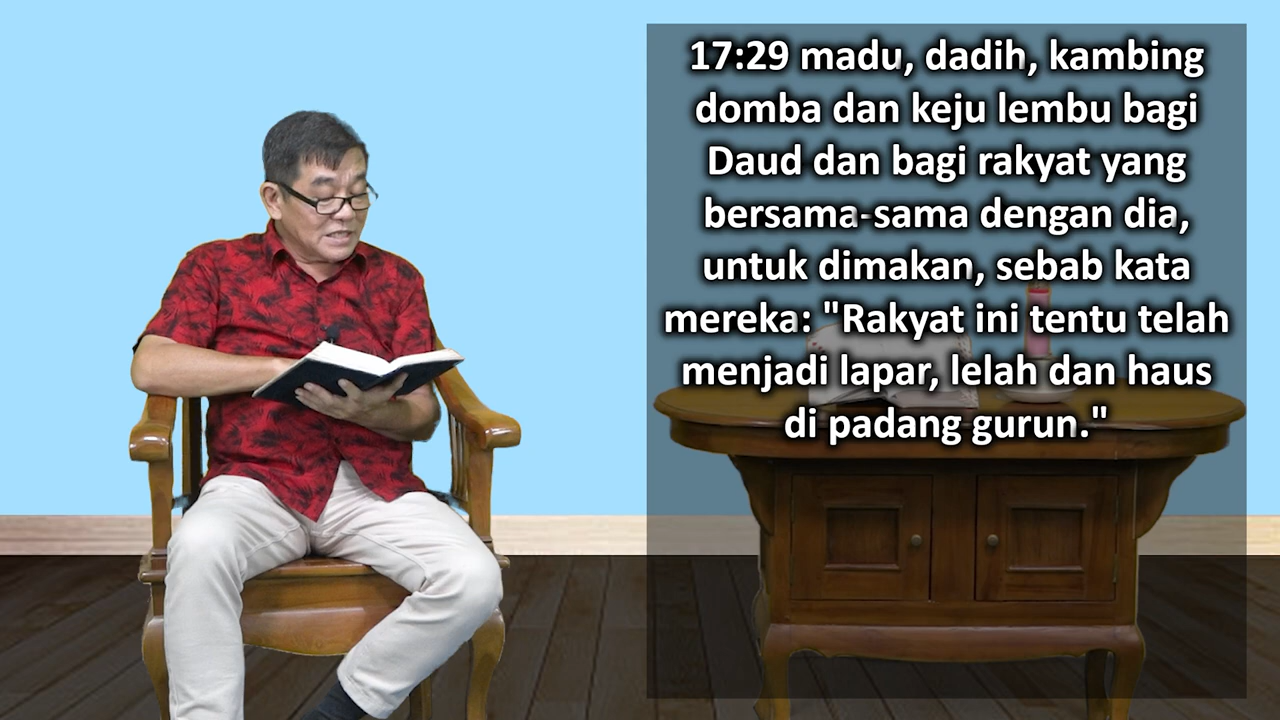 17:29 madu, dadih, kambing
domba dan keju lembu bagi
Daud dan bagi rakyat yang
bersama-sama dengan dia,
untuk dimakan, sebab kata
mereka: "Rakyat ini tentu telah
menjadi lapar, lelah dan haus
di padang gurun."